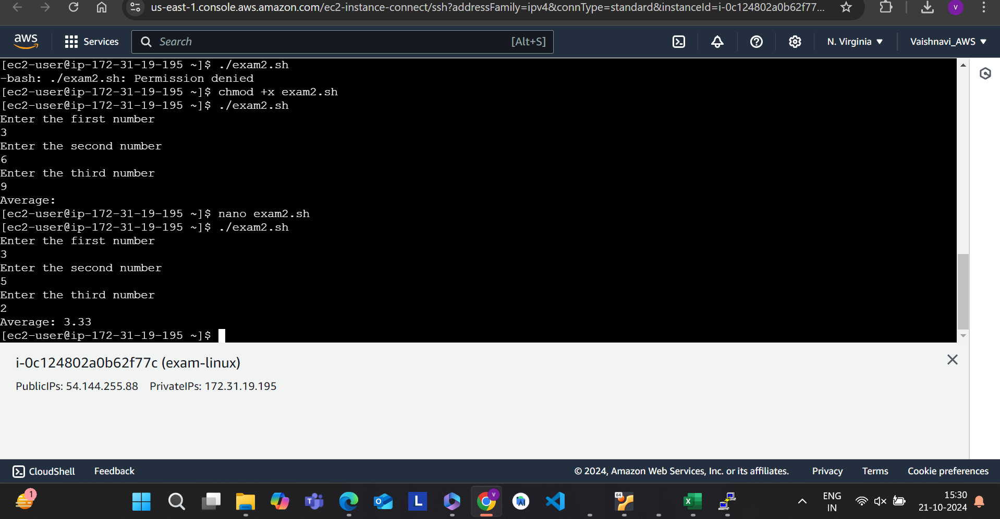 us-east-1.console.aws.amazon.com/ec2-instance-connect/ssh?addressFamily=ipv4&connType=standard&instanceId=i-0c124802a0b62f77...
V
aws
Services
Search
[Alt+S]
N. Virginia
Vaishnavi_AWS
[ec2-user@ip-172-31-19-195 ~]$ ./exam2.sh
-bash: ./exam2.sh: Permission denied
[ec2-user@ip-172-31-19-195 ~]$ chmod +x exam2.sh
[ec2-user@ip-172-31-19-195 ~]$ ./exam2.sh
Enter the first number
3
Enter the second number
6
Enter the third number
9
Average:
[ec2-user@ip-172-31-19-195 ~]$ nano exam2.sh
[ec2-user@ip-172-31-19-195 ~]$ ./exam2.sh
Enter the first number
3
Enter the second number
5
Enter the third number
2
Average: 3.33
[ec2-user@ip-172-31-19-195 ~]$
i-0c124802a0b62f77c (exam-linux)
PublicIPs: 54.144.255.88 PrivateIPs: 172.31.19.195
CloudShell
Feedback
© 2024, Amazon Web Services, Inc. or its affiliates.
Privacy
Terms
Cookie preferences
1
L
V
AI
64
ENG
IN
15:30
21-10-2024